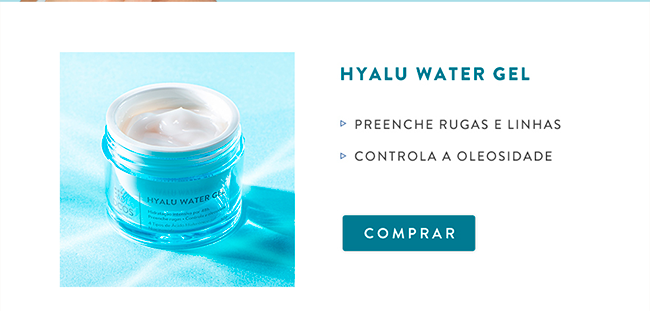 HYALU WATER GEL
PREENCHE RUGAS E LINHAS
CONTROLA A OLEOSIDADE
COMPRAR
HYALU WATER GEL